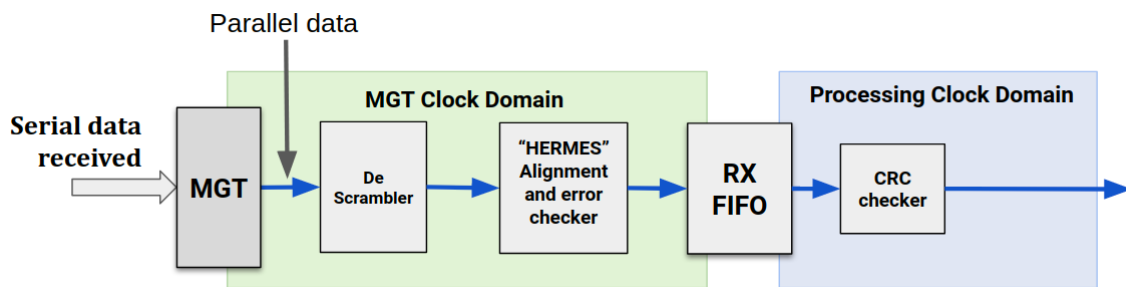 Parallel data
MGT Clock Domain
Processing Clock Domain
Serial data
received
MGT
De
Scrambler
“HERMES”
Alignment
and error
checker
RX
FIFO
CRC
checker